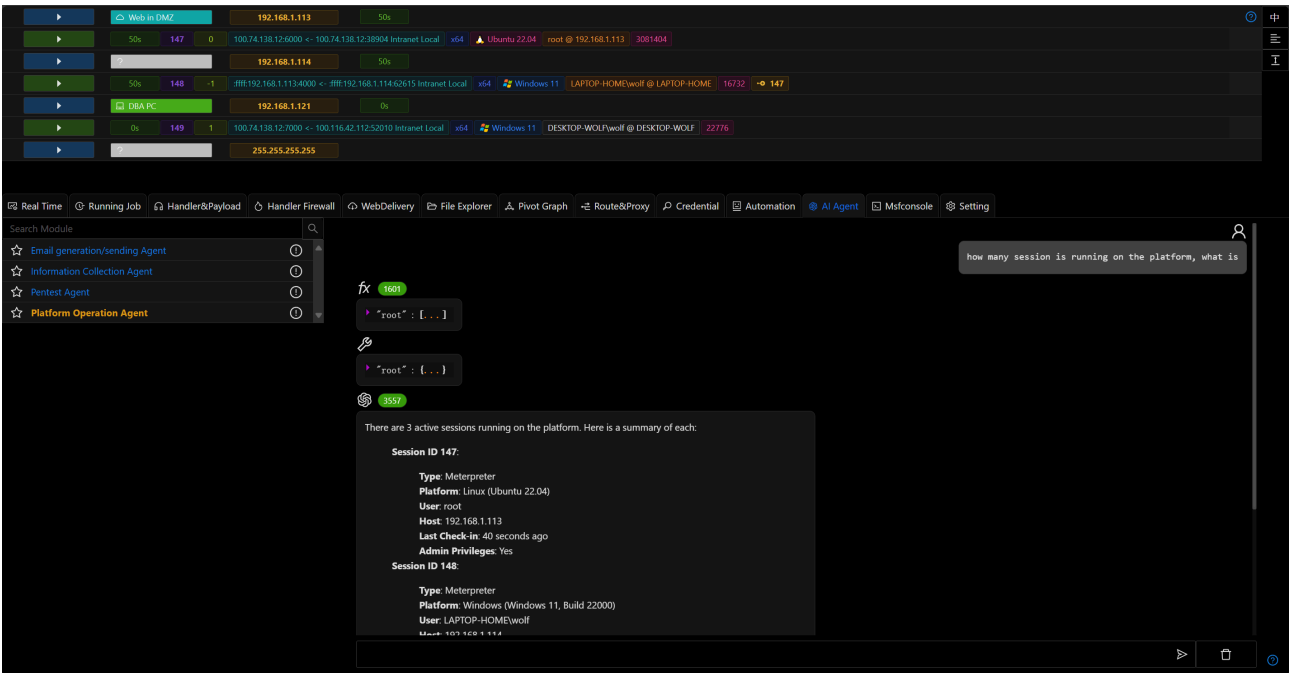 Web in DMZ 192.168.1.113 50s
中
50s 147 0 100.74.138.12:6000 <- 100.74.138.12:38904 Intranet Local x64 Ubuntu 22.04 root @ 192.168.1.113 3081404
? 192.168.1.114 50s
50s 148 -1 :ffff:192.168.1.113:4000 <- :ffff:192.168.1.114:62615 Intranet Local x64 Windows 11 LAPTOP-HOME\wolf @ LAPTOP-HOME 16732 147
DBA PC 192.168.1.121 0s
0s 149 1 100.74.138.12:7000 <- 100.116.42.112:52010 Intranet Local x64 Windows 11 DESKTOP-WOLF\wolf @ DESKTOP-WOLF 22776
? 255.255.255.255
Real Time Running Job Handler&Payload Handler Firewall WebDelivery File Explorer Pivot Graph Route&Proxy Credential Automation AI Agent Msfconsole Setting
Search Module
Email generation/sending Agent
Information Collection Agent
Pentest Agent
Platform Operation Agent
how many session is running on the platform, what is
fx 1601
"root" : [...]
"root" : {...}
3557
There are 3 active sessions running on the platform. Here is a summary of each:
Session ID 147:
Type: Meterpreter
Platform: Linux (Ubuntu 22.04)
User: root
Host: 192.168.1.113
Last Check-in: 40 seconds ago
Admin Privileges: Yes
Session ID 148:
Type: Meterpreter
Platform: Windows (Windows 11, Build 22000)
User: LAPTOP-HOME\wolf
Host: 192.168.1.114